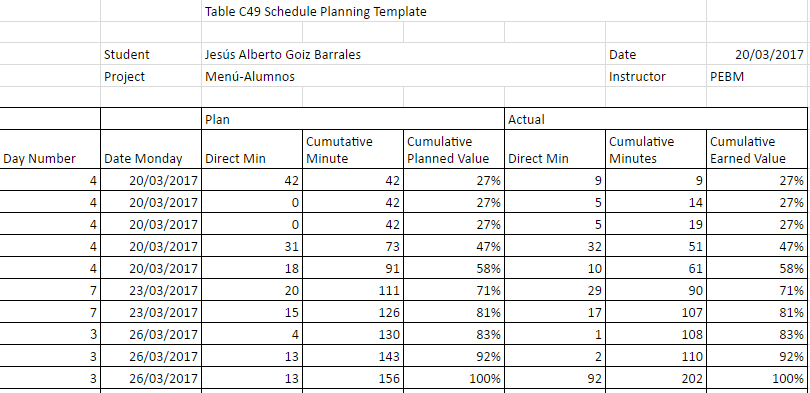 Table C49 Schedule Planning Template
Student Jesús Alberto Goiz Barrales Date 20/03/2017
Project Menú-Alumnos Instructor PEBM
Plan Actual
Day Number Date Monday Direct Min Cumutative Minute Cumulative Planned Value Direct Min Cumulative Minutes Cumulative Earned Value
4 20/03/2017 42 42 27% 9 9 27%
4 20/03/2017 0 42 27% 5 14 27%
4 20/03/2017 0 42 27% 5 19 27%
4 20/03/2017 31 73 47% 32 51 47%
4 20/03/2017 18 91 58% 10 61 58%
7 23/03/2017 20 111 71% 29 90 71%
7 23/03/2017 15 126 81% 17 107 81%
3 26/03/2017 4 130 83% 1 108 83%
3 26/03/2017 13 143 92% 2 110 92%
3 26/03/2017 13 156 100% 92 202 100%